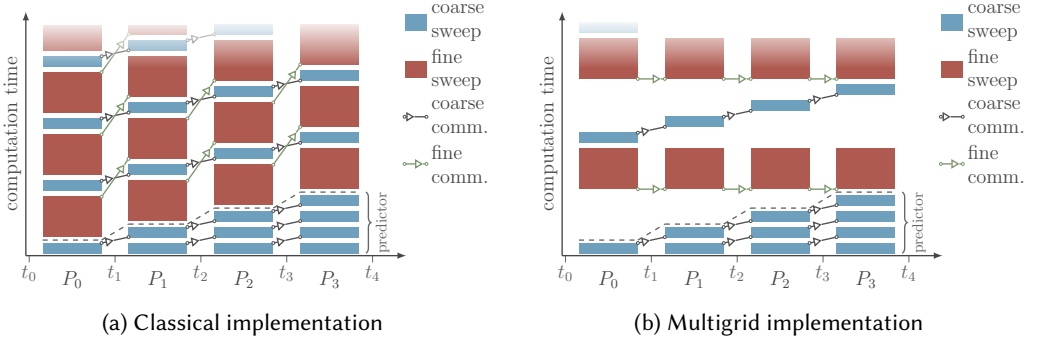 computation time
coarse
sweep
fine
sweep
coarse
comm.
fine
comm.
predictor
t0 P0 t1 P1 t2 P2 t3 P3 t4
(a) Classical implementation
computation time
coarse
sweep
fine
sweep
coarse
comm.
fine
comm.
predictor
t0 P0 t1 P1 t2 P2 t3 P3 t4
(b) Multigrid implementation